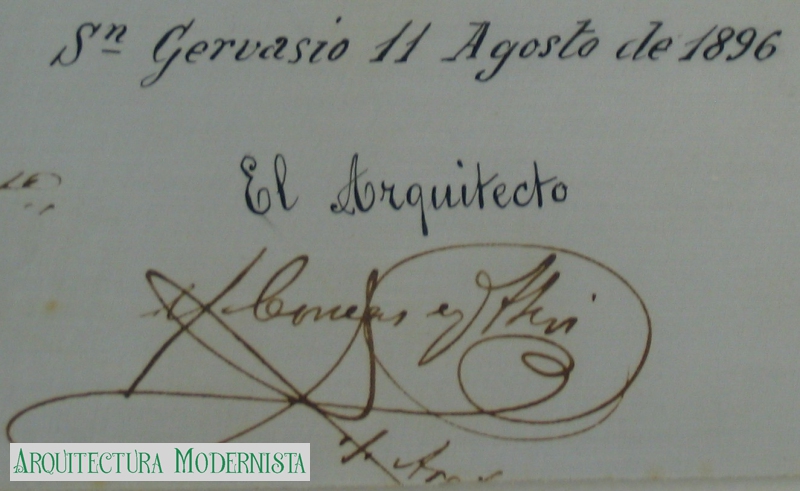 Sn Gervasio 11 Agosto de 1896
El Arquitecto
ARQUITECTURA MODERNISTA